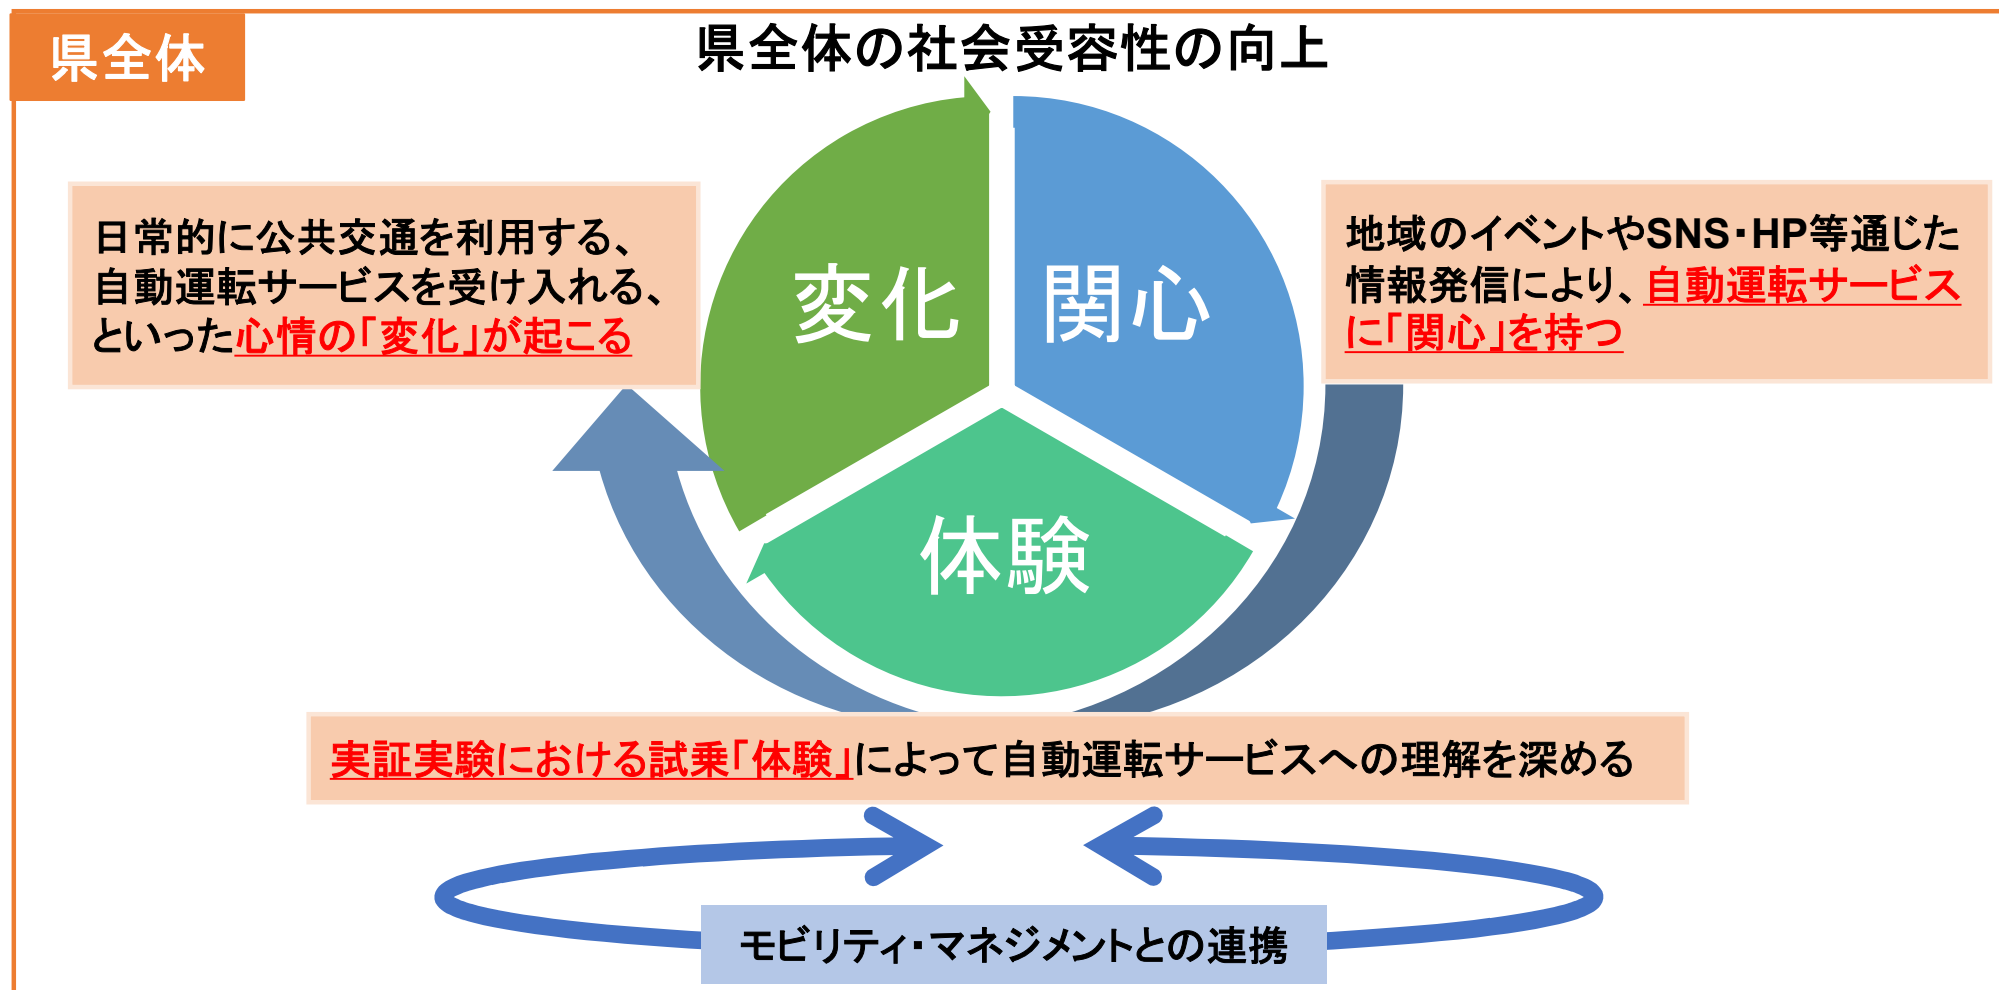 県全体
県全体の社会受容性の向上
日常的に公共交通を利用する、
自動運転サービスを受け入れる、
といった心情の「変化」が起こる
変化
関心
地域のイベントやSNS・HP等通じた
情報発信により、自動運転サービス
に「関心」を持つ
体験
実証実験における試乗「体験」によって自動運転サービスへの理解を深める
モビリティ・マネジメントとの連携